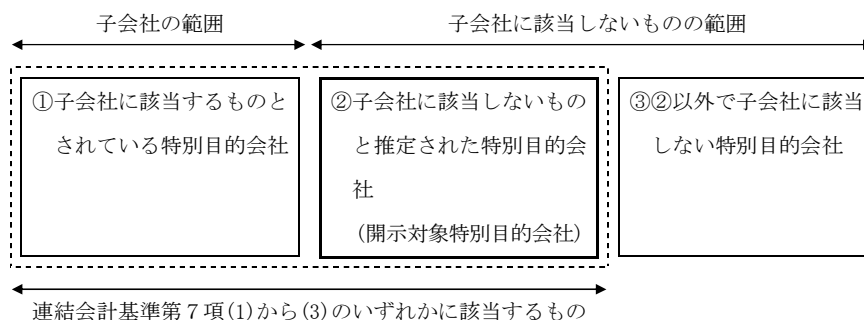 子会社の範囲
子会社に該当しないものの範囲
①子会社に該当するものと
されている特別目的会社
②子会社に該当しないもの
と推定された特別目的会
社
(開示対象特別目的会社)
③②以外で子会社に該当
しない特別目的会社
連結会計基準第7項(1)から(3)のいずれかに該当するもの